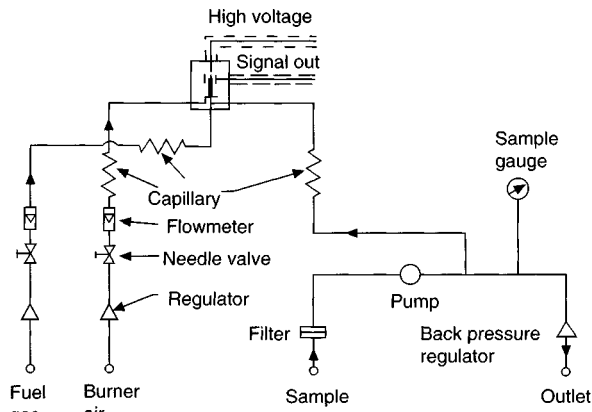 High voltage
Signal out
Sample
gauge
Capillary
Flowmeter
Needle valve
Regulator
Pump
Filter
Back pressure
regulator
Fuel
Burner
Sample
Outlet